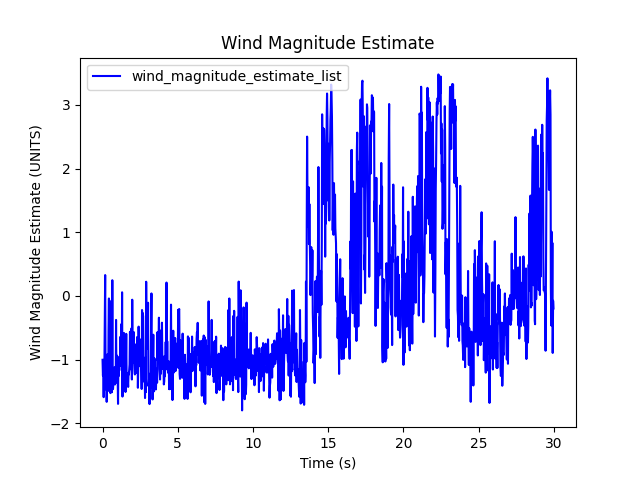 Wind Magnitude Estimate
wind_magnitude_estimate_list
Wind Magnitude Estimate (UNITS)
3
2
1
0
−1
−2
0 5 10 15 20 25 30
Time (s)